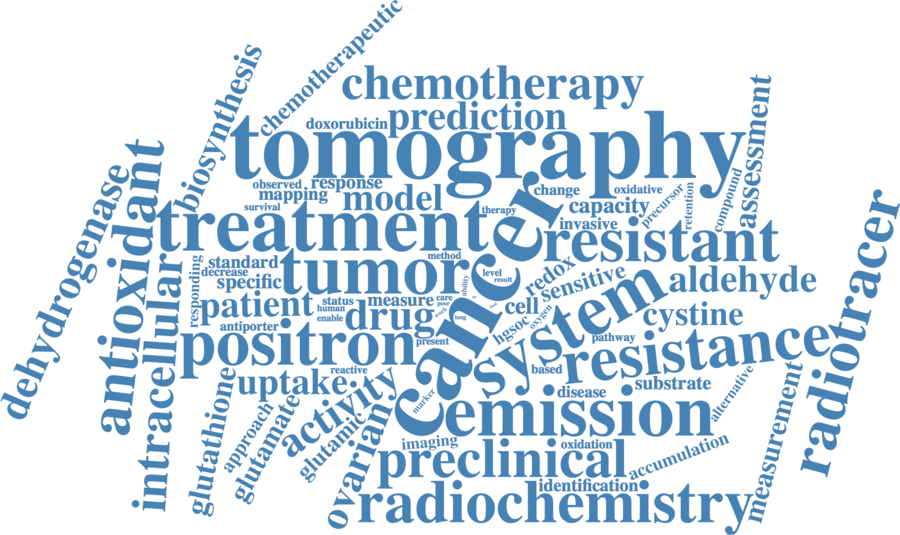 chemotherapeutic
biosynthesis
chemotherapy
prediction
doxorubicin
tomography
assessment
dehydrogenase
antioxidant
observed
response
mapping
model
survival
therapy
cancer
change
oxidative
capacity
precursor
retention
compound
invasive
treatment
resistant
radiotracer
intracellular
responding
standard
decrease
specific
tumor
method
level
result
ability
redox
sensitive
aldehyde
patient
status
human
enable
measure
care
poor
work
drug
lung
cell
hgsoc
oxygen
system
cystine
antiporter
positron
present
pathway
resistance
reactive
based
uptake
activity
marker
disease
substrate
alternative
measurement
glutathione
approach
glutamate
glutamic
ovarian
emission
imaging
oxidation
preclinical
accumulation
identification
radiochemistry